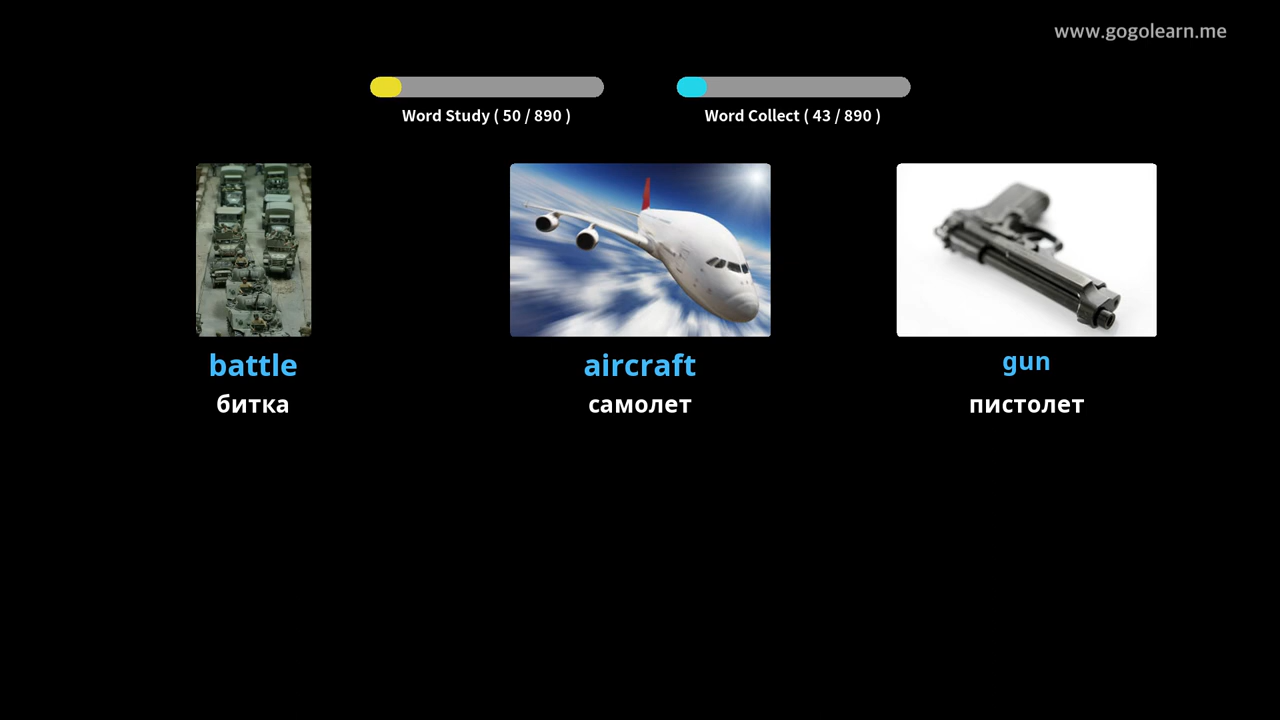 www.gogolearn.me
Word Study ( 50 / 890 )
Word Collect ( 43 / 890 )
battle
aircraft
gun
битка
самолет
пистолет